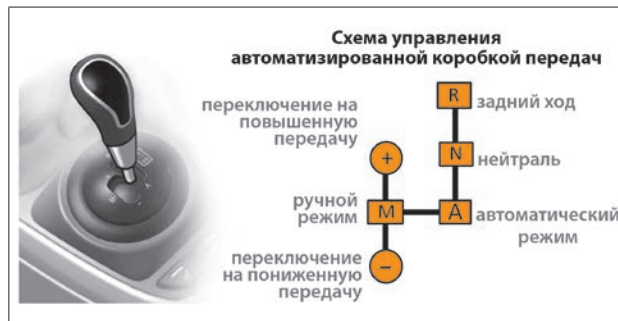 Схема управления
автоматизированной коробкой передач
R
задний ход
переключение на
повышенную
передачу
+
N
нейтраль
ручной
режим
M
A
автоматический
режим
переключение
на пониженную
передачу
−